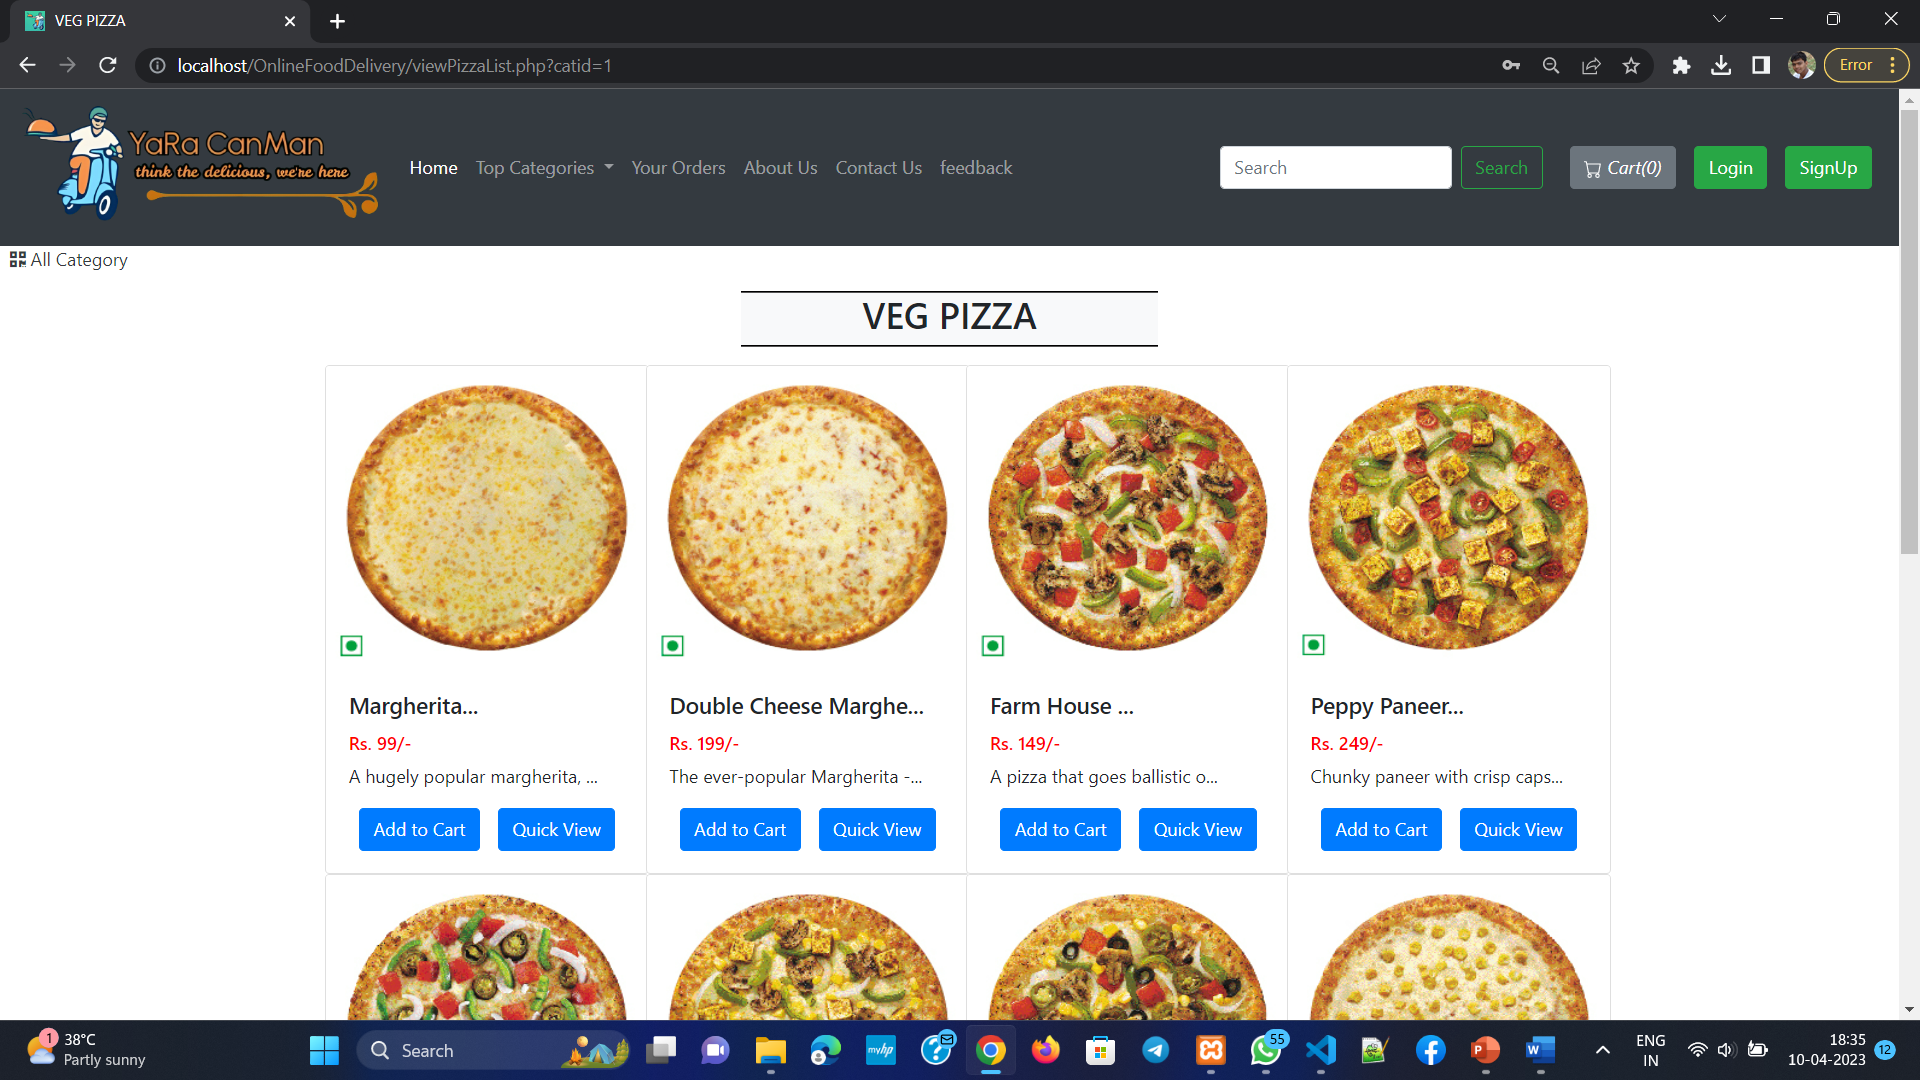 VEG PIZZA
localhost/OnlineFoodDelivery/viewPizzaList.php?catid=1
Error
YaRa CanMan
think the delicious, we're here
Home Top Categories Your Orders About Us Contact Us feedback
Search Search Cart(0) Login SignUp
All Category
VEG PIZZA
Margherita... Double Cheese Marghe... Farm House ... Peppy Paneer...
Rs. 99/- Rs. 199/- Rs. 149/- Rs. 249/-
A hugely popular margherita, ... The ever-popular Margherita -... A pizza that goes ballistic o... Chunky paneer with crisp caps...
Add to Cart Quick View Add to Cart Quick View Add to Cart Quick View Add to Cart Quick View
1 38°C
Partly sunny
Search
myhp
55
P
W
ENG
IN
18:35
10-04-2023
12